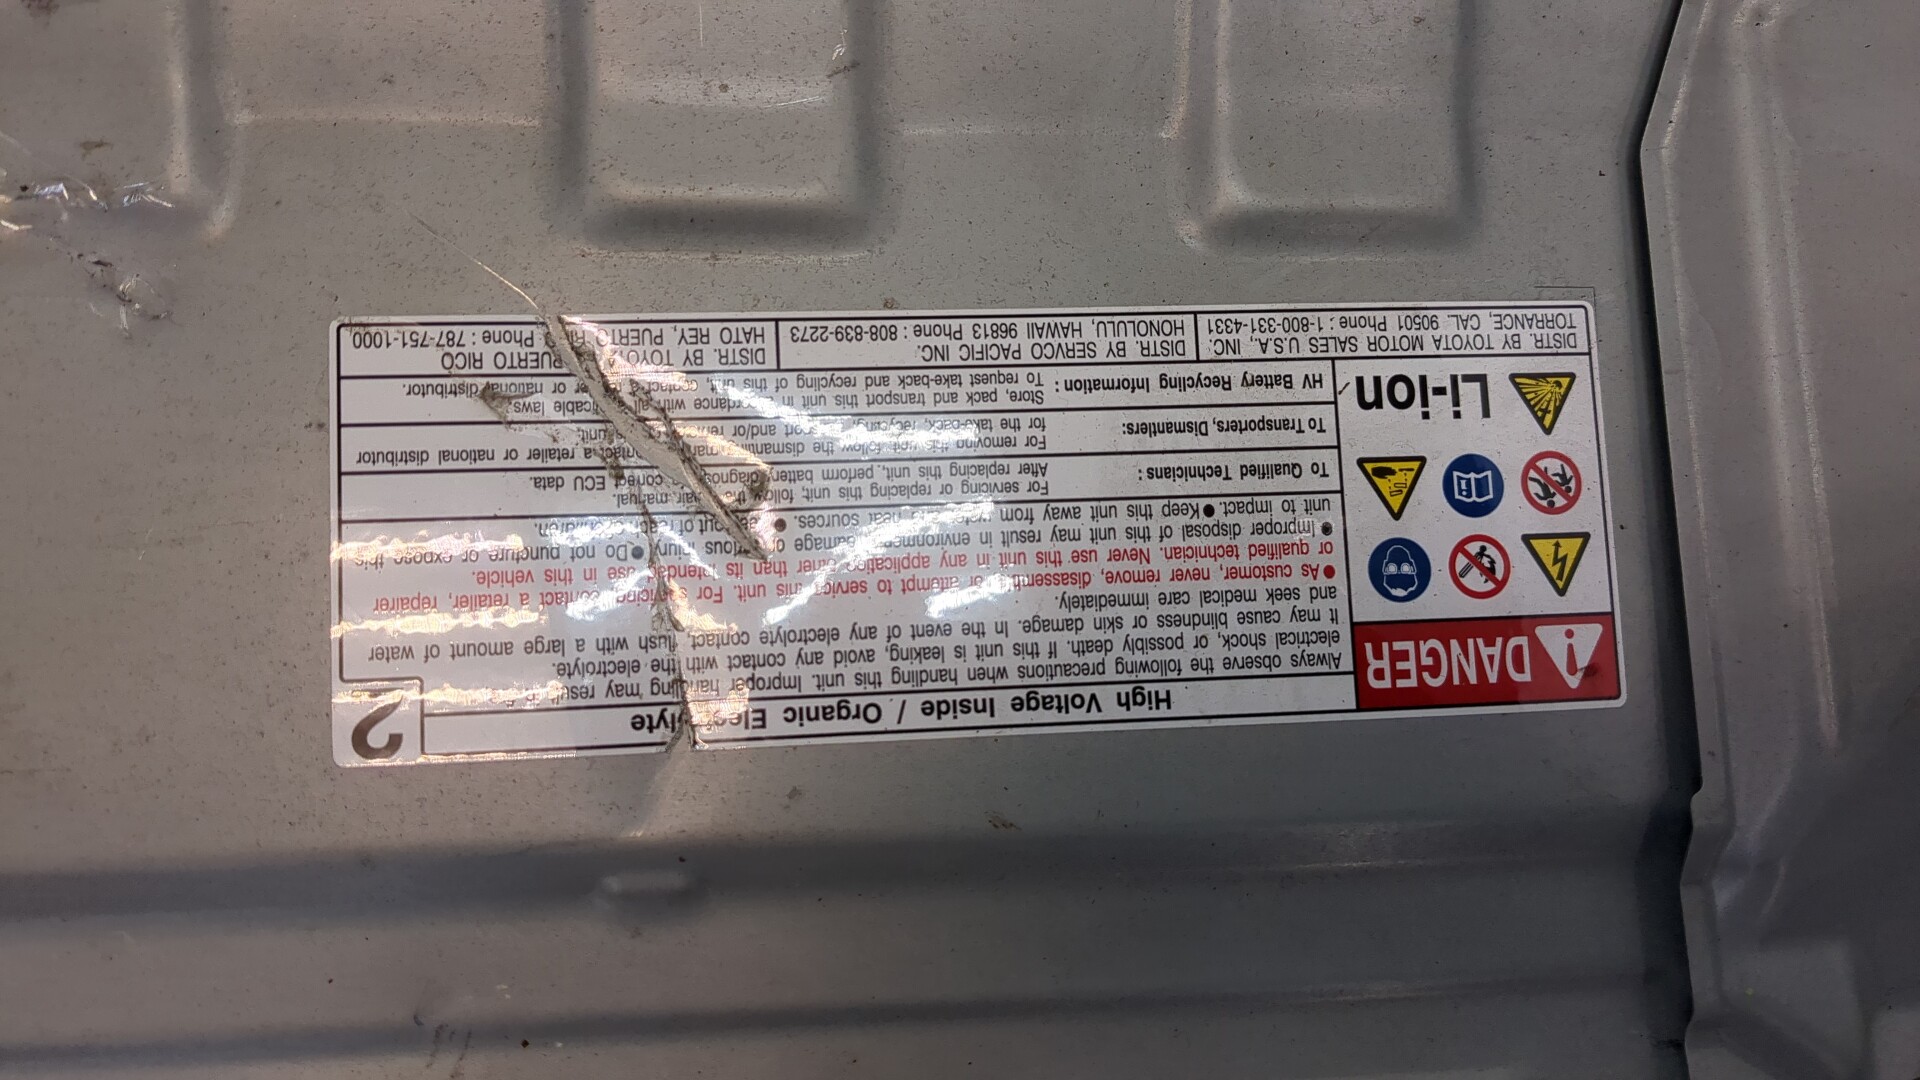 DANGER
High Voltage Inside / Organic Electrolyte
2
Always observe the following precautions when handling this unit. Improper handling may result
electrical shock, or possibly death. If this unit is leaking, avoid any contact with the electrolyte.
It may cause blindness or skin damage. In the event of any electrolyte contact, flush with a large amount of water
and seek medical care immediately.
●As customer, never remove, disassemble or attempt to service this unit. For servicing, contact a retailer, repairer
or qualified technician. Never use this unit in any application other than its intended use in this vehicle.
●Improper disposal of this unit may result in environmental damage or serious injury ●Do not puncture or expose this
unit to impact. ●Keep this unit away from water and heat sources. ● out of reach of children.
To Qualified Technicians :
For servicing or replacing this unit, follow the repair manual.
After replacing this unit, perform battery diagnosis correct ECU data.
To Transporters, Dismantlers:
For removing this unit follow the dismantling manual. Contact a retailer or national distributor
for the take-back, recycling, transport and/or removal of this unit.
HV Battery Recycling Information :
Store, pack and transport this unit in accordance with all applicable laws.
To request take-back and recycling of this unit, contact a retailer or national distributor.
Li-ion
DISTR. BY TOYOTA MOTOR SALES U.S.A., INC.
TORRANCE, CAL. 90501 Phone : 1-800-331-4331
DISTR. BY SERVCO PACIFIC INC.
HONOLULU, HAWAII 96813 Phone : 808-839-2273
DISTR. BY TOYOTA PUERTO RICO
HATO REY, PUERTO RICO Phone : 787-751-1000